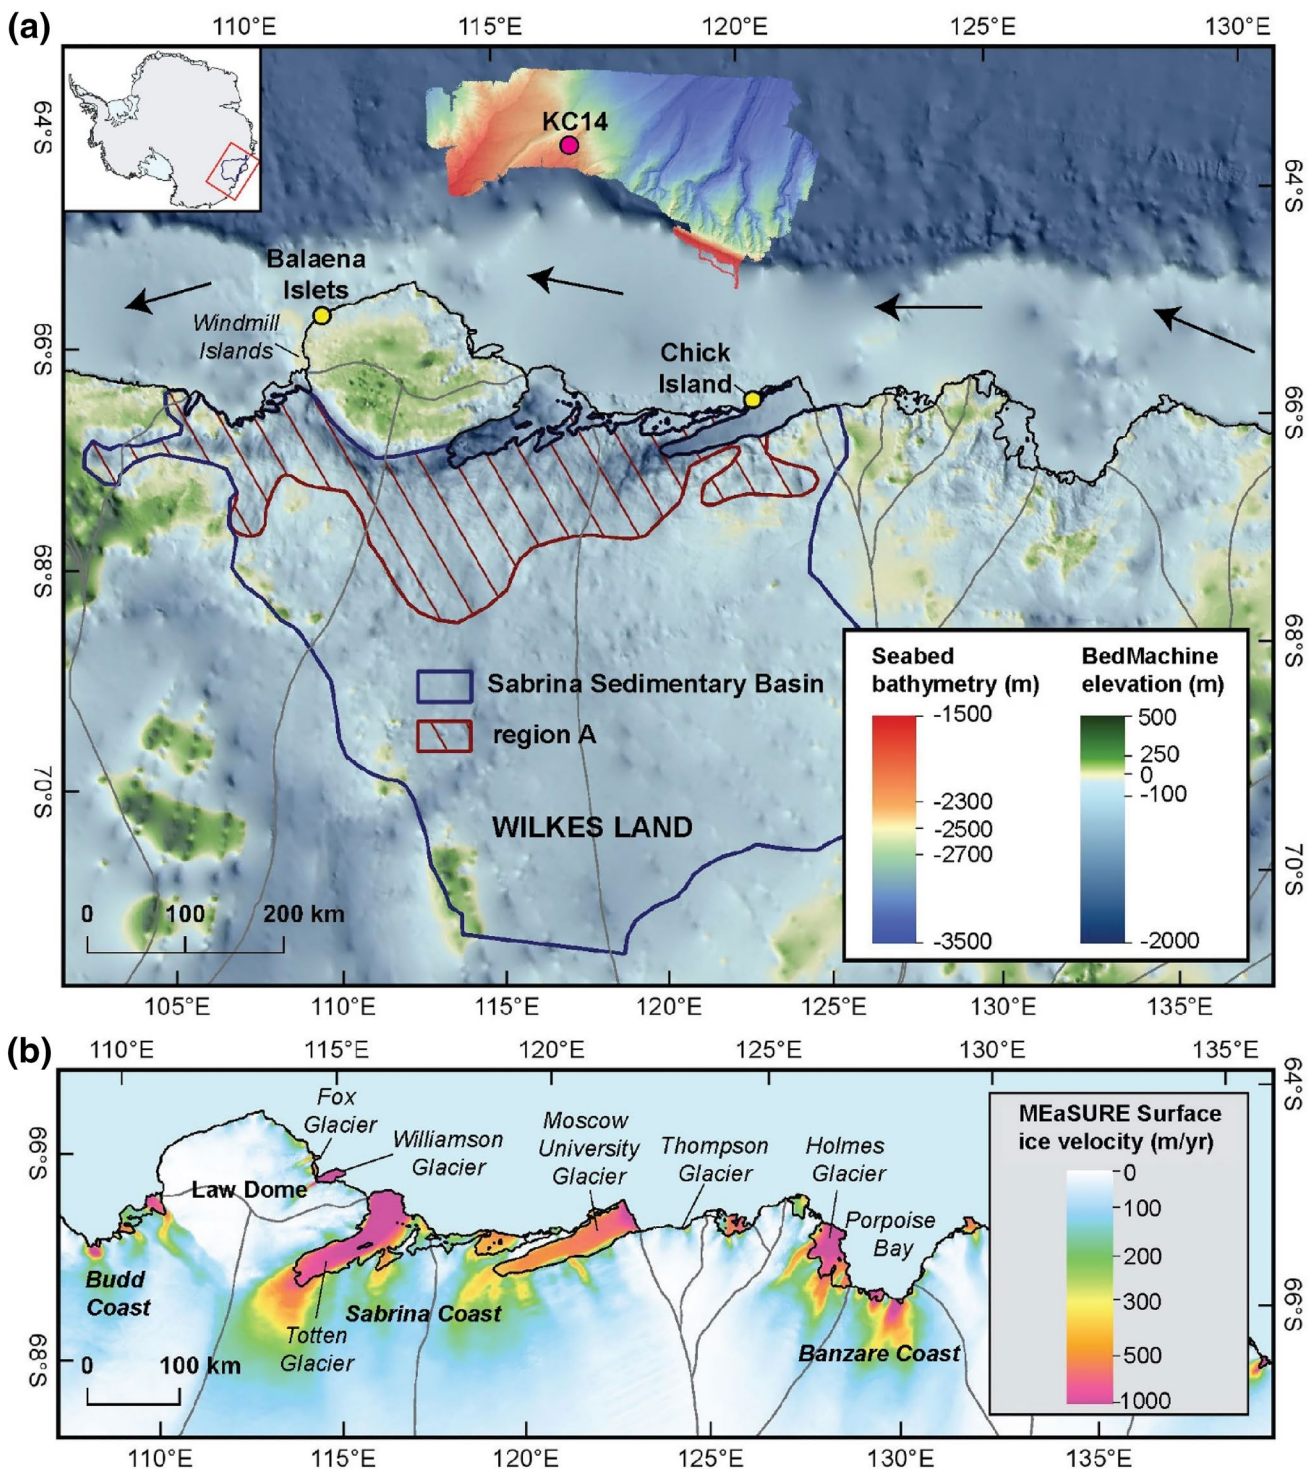 (a)
110°E
115°E
120°E
125°E
130°E
64°S
66°S
68°S
70°S
64°S
66°S
68°S
70°S
KC14
Balaena
Islets
Windmill
Islands
Chick
Island
Sabrina Sedimentary Basin
region A
WILKES LAND
0
100
200 km
Seabed
bathymetry (m)
-1500
-2300
-2500
-2700
-3500
BedMachine
elevation (m)
500
250
0
-100
-2000
105°E
110°E
115°E
120°E
125°E
130°E
135°E
(b)
110°E
115°E
120°E
125°E
130°E
135°E
66°S
68°S
64°S
66°S
Fox
Glacier
Williamson
Glacier
Moscow
University
Glacier
Thompson
Glacier
Holmes
Glacier
Porpoise
Bay
Law Dome
Budd
Coast
Sabrina Coast
Totten
Glacier
Banzare Coast
0
100 km
MEaSURE Surface
ice velocity (m/yr)
0
100
200
300
500
1000
110°E
115°E
120°E
125°E
130°E
135°E